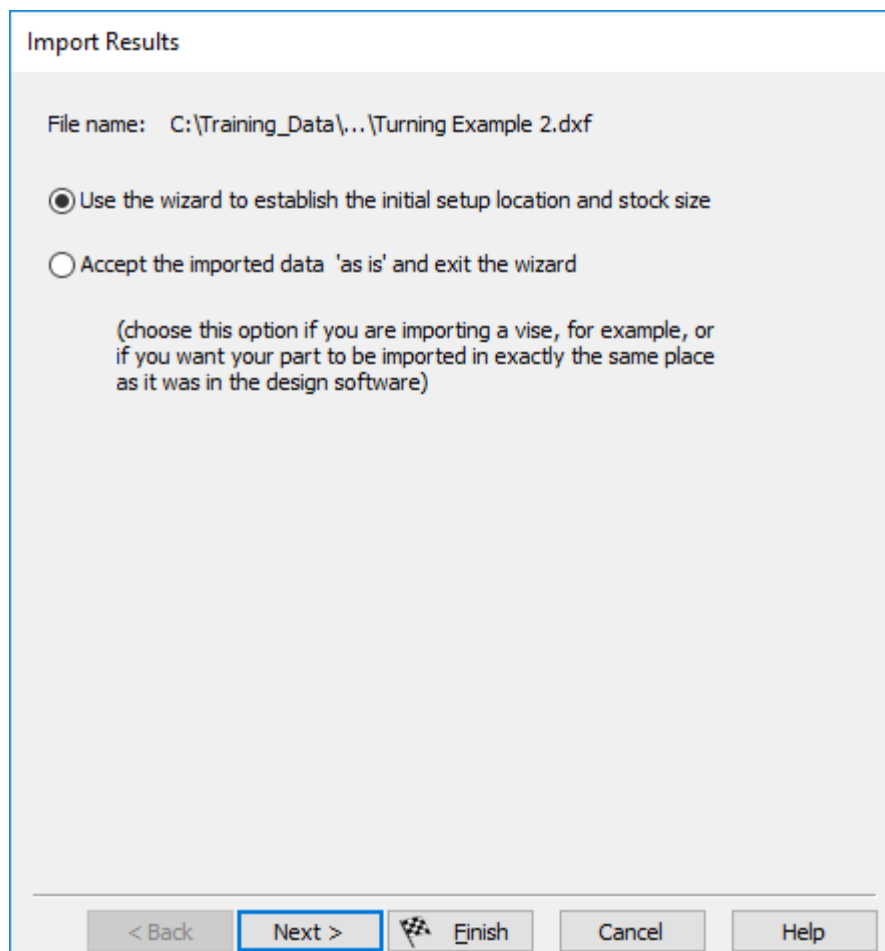 Import Results
File name: C:\Training_Data\...\Turning Example 2.dxf
Use the wizard to establish the initial setup location and stock size
Accept the imported data 'as is' and exit the wizard
(choose this option if you are importing a vise, for example, or
if you want your part to be imported in exactly the same place
as it was in the design software)
< Back Next > Finish Cancel Help